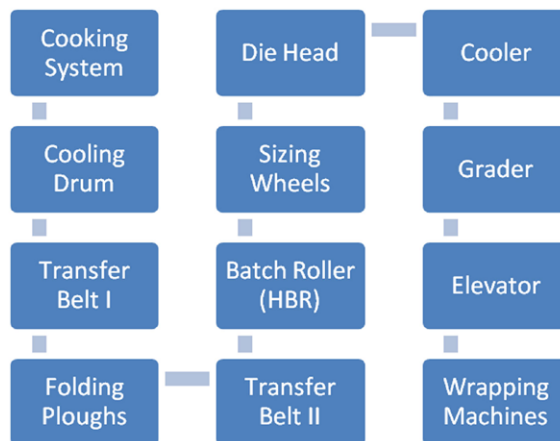 Cooking
System
Cooling
Drum
Transfer
Belt I
Folding
Ploughs
Transfer
Belt II
Batch Roller
(HBR)
Sizing
Wheels
Die Head
Cooler
Grader
Elevator
Wrapping
Machines